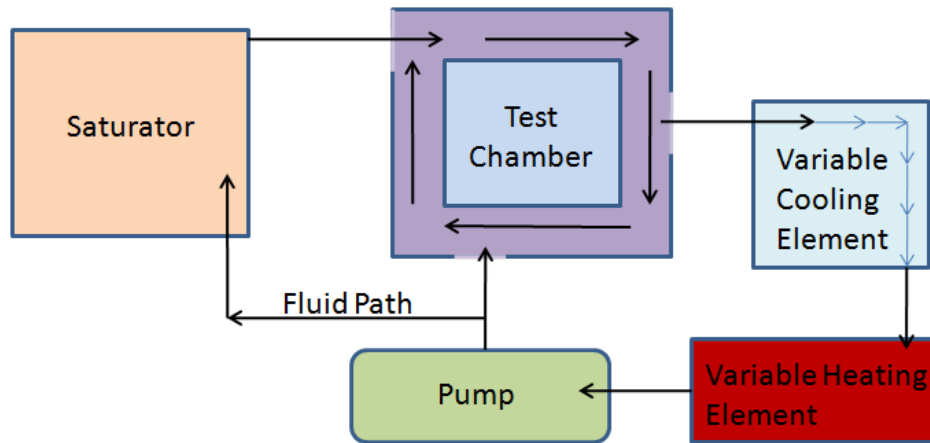 Saturator
Test
Chamber
Variable
Cooling
Element
Fluid Path
Pump
Variable Heating
Element